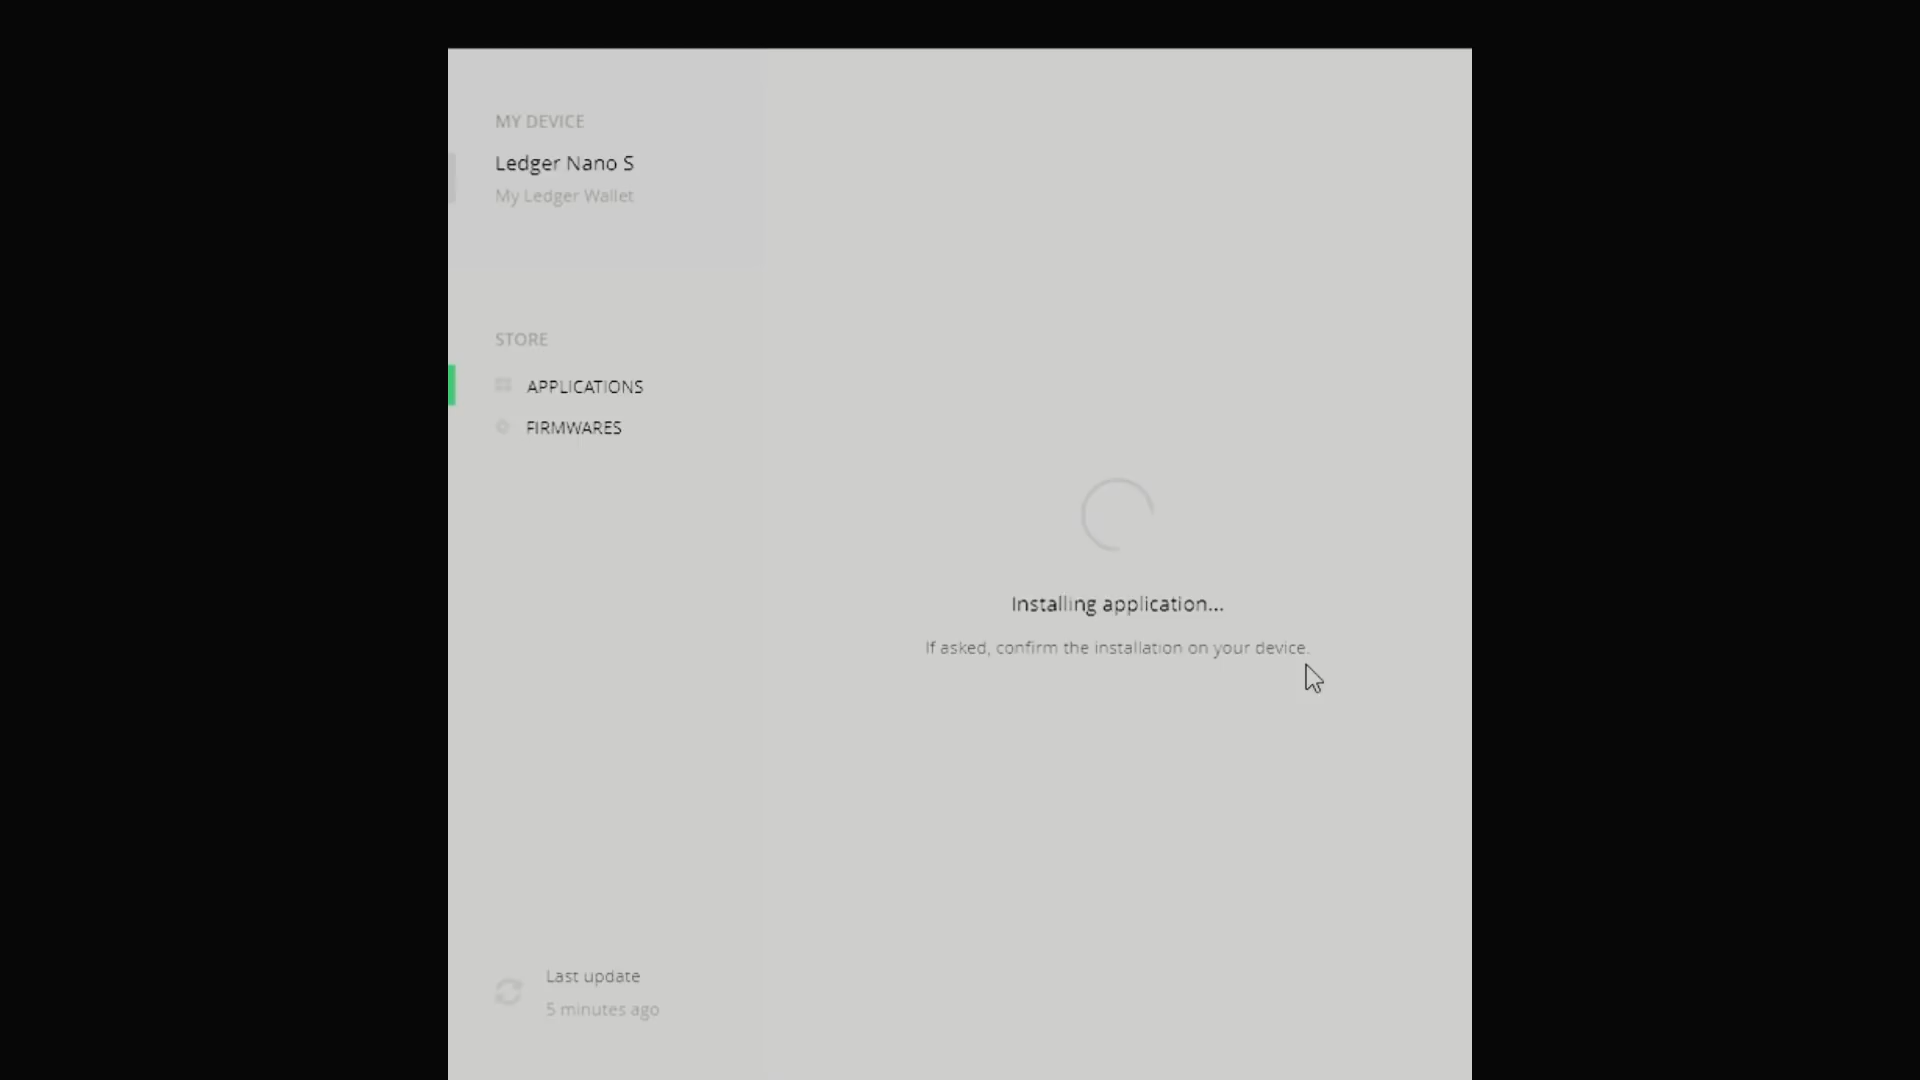 MY DEVICE
Ledger Nano S
My Ledger Wallet
STORE
APPLICATIONS
FIRMWARES
Installing application...
If asked, confirm the installation on your device.
Last update
5 minutes ago